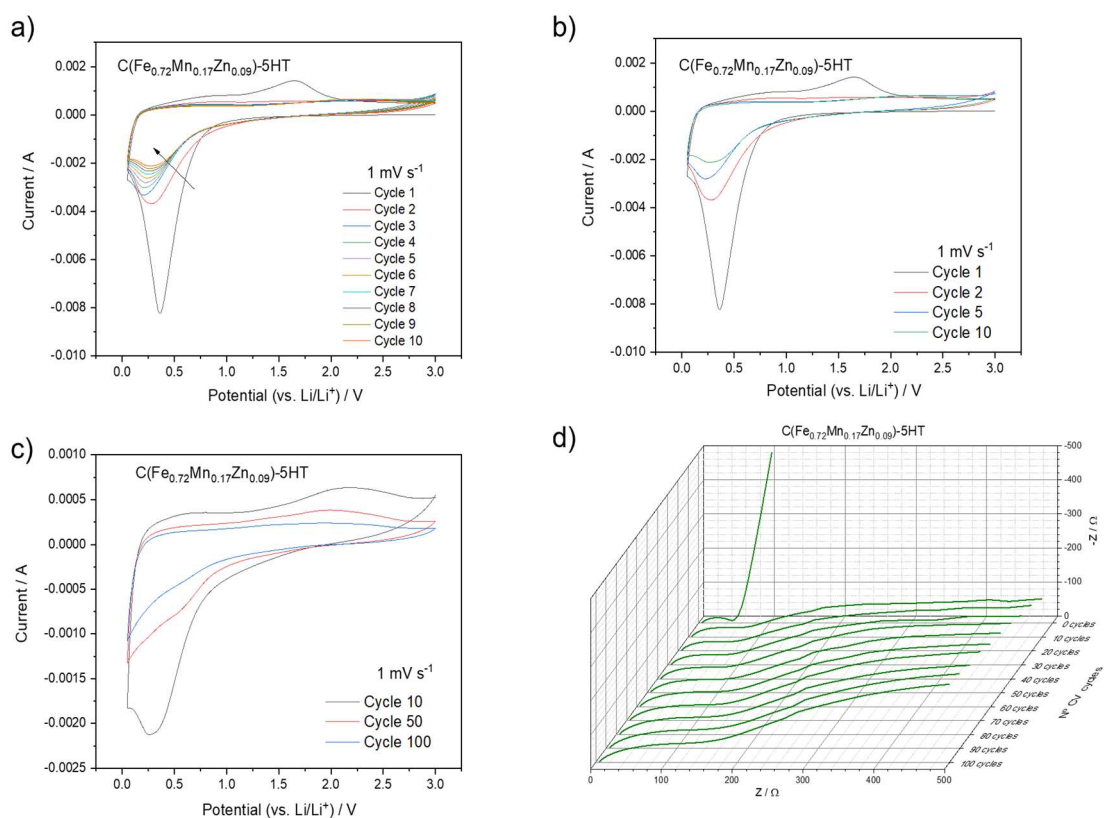 a)
C(Fe₀.₇₂Mn₀.₁₇Zn₀.₀₉)-5HT
0.002
0.000
-0.002
-0.004
-0.006
-0.008
-0.010
Current / A
1 mV s⁻¹
Cycle 1
Cycle 2
Cycle 3
Cycle 4
Cycle 5
Cycle 6
Cycle 7
Cycle 8
Cycle 9
Cycle 10
0.0 0.5 1.0 1.5 2.0 2.5 3.0
Potential (vs. Li/Li⁺) / V
b)
C(Fe₀.₇₂Mn₀.₁₇Zn₀.₀₉)-5HT
0.002
0.000
-0.002
-0.004
-0.006
-0.008
-0.010
Current / A
1 mV s⁻¹
Cycle 1
Cycle 2
Cycle 5
Cycle 10
0.0 0.5 1.0 1.5 2.0 2.5 3.0
Potential (vs. Li/Li⁺) / V
c)
C(Fe₀.₇₂Mn₀.₁₇Zn₀.₀₉)-5HT
0.0010
0.0005
0.0000
-0.0005
-0.0010
-0.0015
-0.0020
-0.0025
Current / A
1 mV s⁻¹
Cycle 10
Cycle 50
Cycle 100
0.0 0.5 1.0 1.5 2.0 2.5 3.0
Potential (vs. Li/Li⁺) / V
d)
C(Fe₀.₇₂Mn₀.₁₇Zn₀.₀₉)-5HT
-500
-400
-300
-200
-100
0
-Z / Ω
0 cycles
10 cycles
20 cycles
30 cycles
40 cycles
50 cycles
60 cycles
70 cycles
80 cycles
90 cycles
100 cycles
Nº CV cycles
0 100 200 300 400 500
Z / Ω